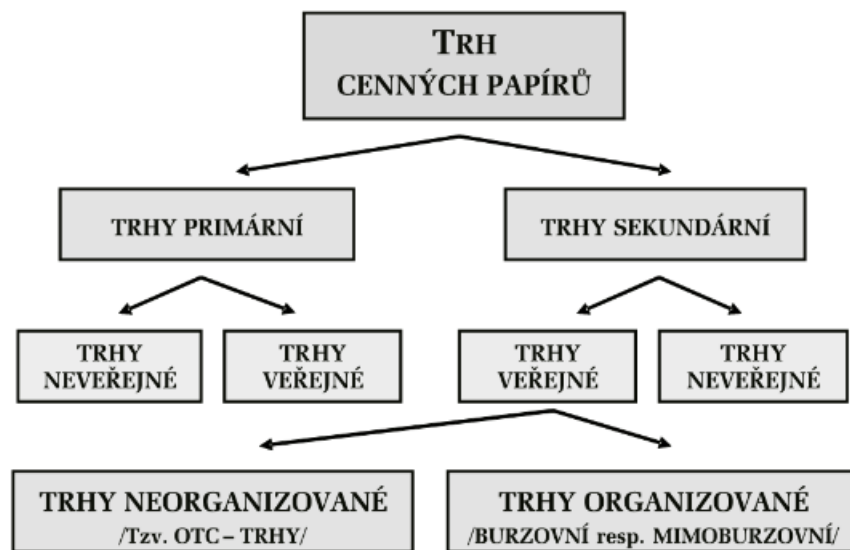 TRH
CENNÝCH PAPÍRŮ
TRHY PRIMÁRNÍ
TRHY SEKUNDÁRNÍ
TRHY
NEVEŘEJNÉ
TRHY
VEŘEJNÉ
TRHY
VEŘEJNÉ
TRHY
NEVEŘEJNÉ
TRHY NEORGANIZOVANÉ
/Tzv. OTC – TRHY/
TRHY ORGANIZOVANÉ
/BURZOVNÍ resp. MIMOBURZOVNÍ/